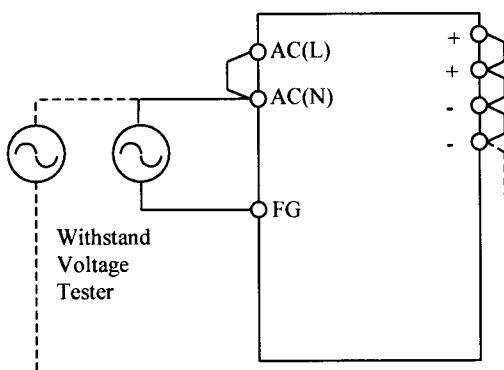 AC(L)
AC(N)
FG
+
+
-
-
Withstand
Voltage
Tester